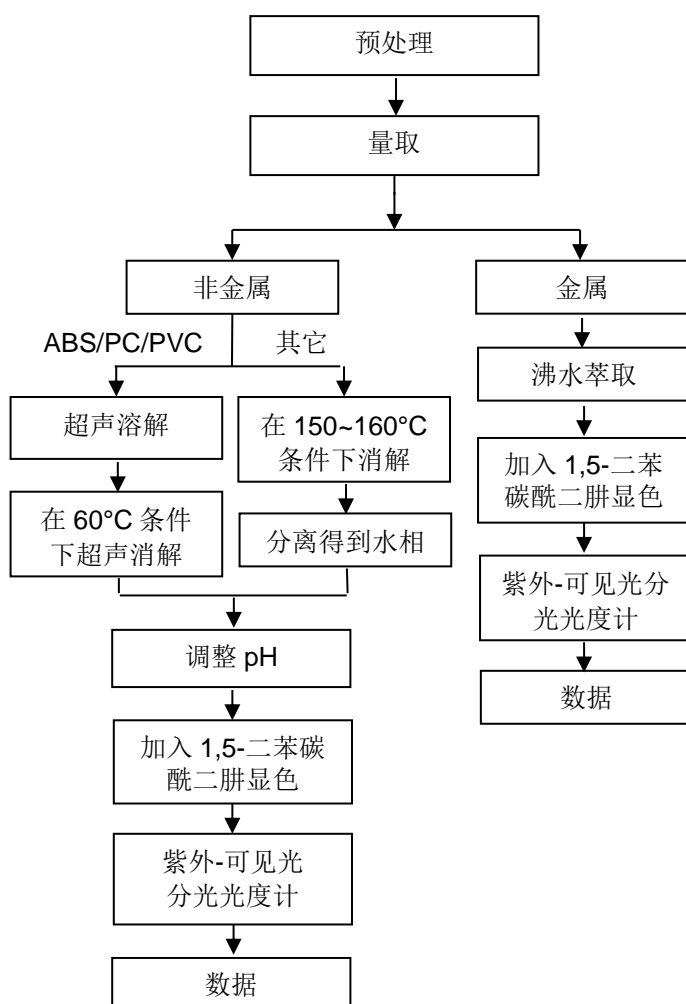 预处理
量取
非金属
金属
ABS/PC/PVC
其它
沸水萃取
超声溶解
在 150~160°C
条件下消解
加入 1,5-二苯
碳酰二肼显色
在 60°C 条件
下超声消解
分离得到水相
紫外-可见光分
光光度计
调整 pH
数据
加入 1,5-二苯碳
酰二肼显色
紫外-可见光
分光光度计
数据